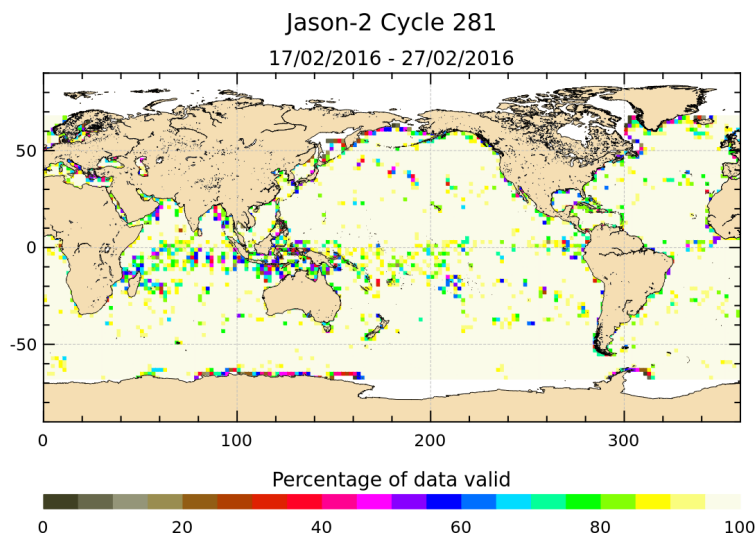 Jason-2 Cycle 281
17/02/2016 - 27/02/2016
50
0
-50
0 100 200 300
Percentage of data valid
0 20 40 60 80 100